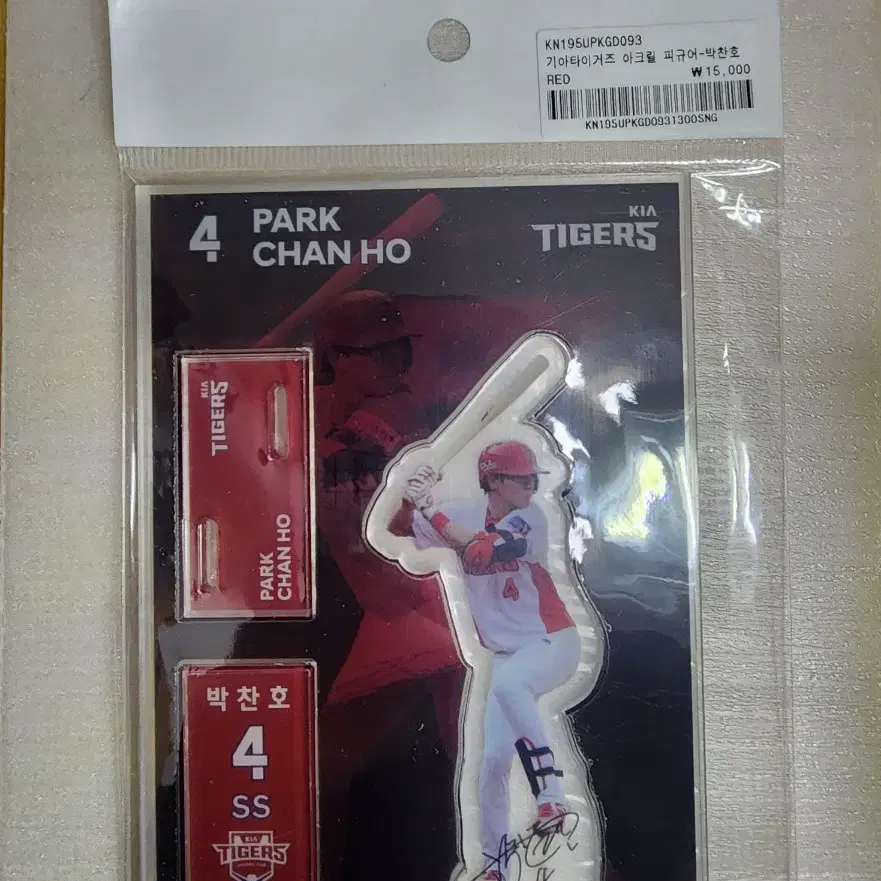 KN195UPKGD093
기아타이거즈 아크릴 피규어-박찬호
RED ₩15,000
KN195UPKGD0931300SNG
4 PARK
CHAN HO
KIA
TIGERS
KIA
TIGERS
PARK
CHAN HO
4
박찬호
4
SS
KIA
TIGERS